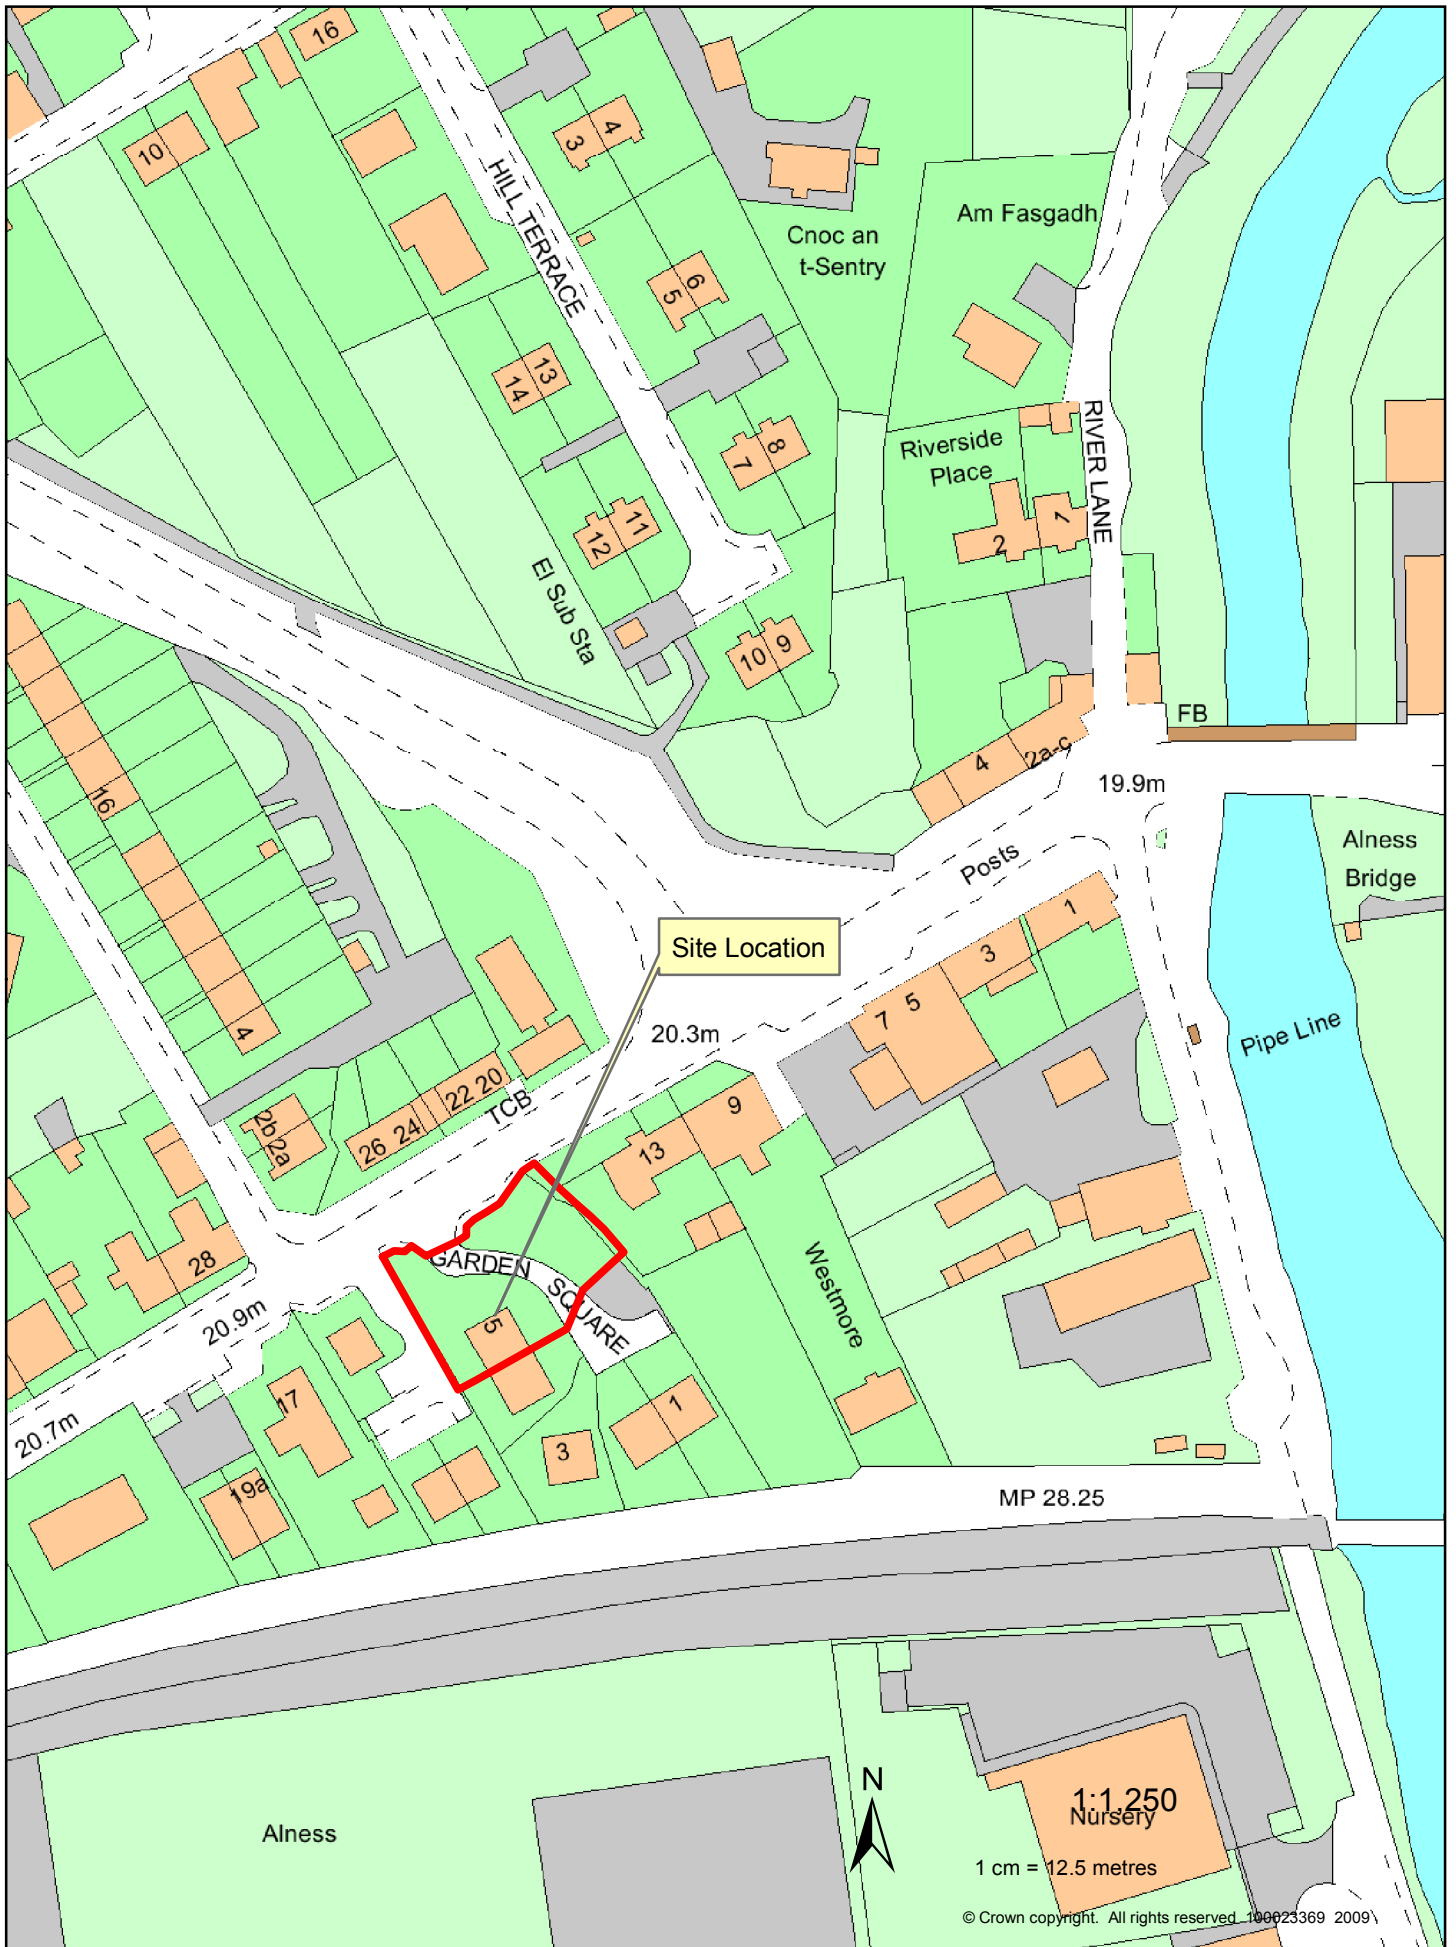 16
10
3
4
HILL TERRACE
Cnoc an
t-Sentry
Am Fasgadh
5
6
14
13
7
8
Riverside
Place
RIVER LANE
12
11
2
1
El Sub Sta
10
9
FB
4
2a-c
19.9m
16
Alness
Bridge
Posts
1
Site Location
3
5
7
4
20.3m
Pipe Line
22 20
TCB
26 24
2b
2a
9
13
28
GARDEN
SQUARE
Westmore
20.9m
5
17
1
20.7m
3
19a
MP 28.25
N
1:1,250
Nursery
Alness
1 cm = 12.5 metres
© Crown copyright. All rights reserved 100023369 2009